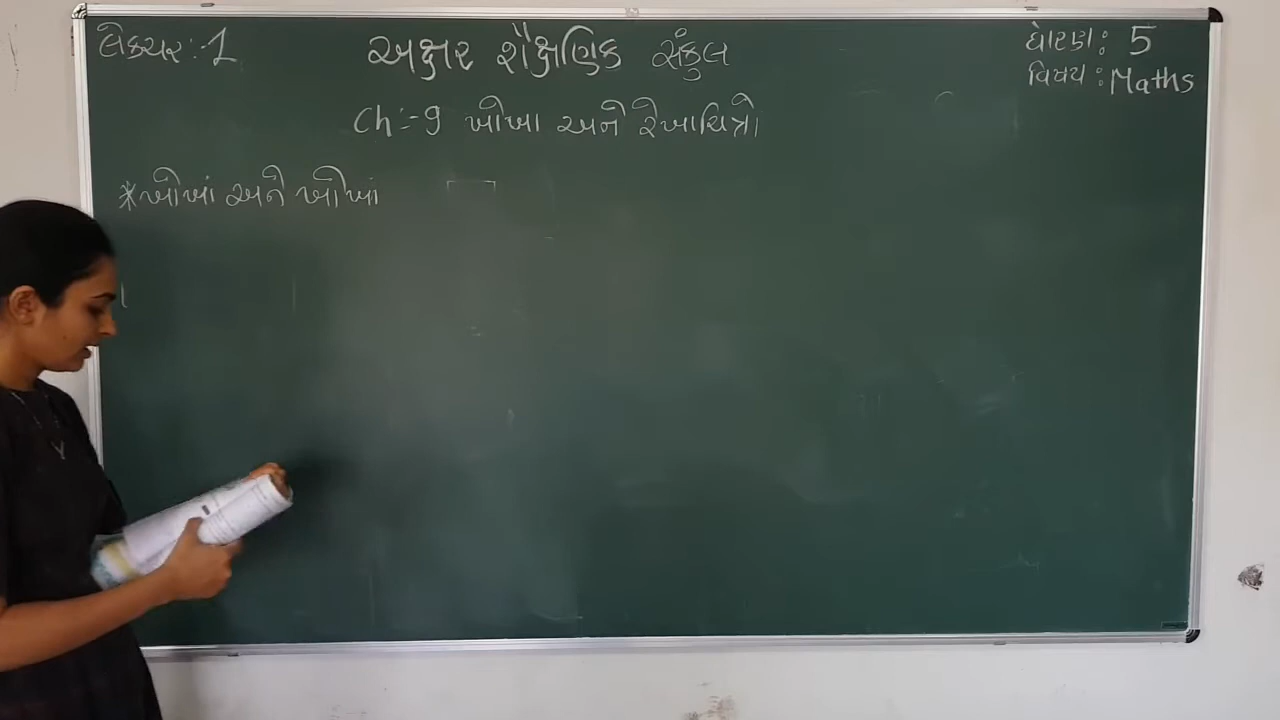 લેક્ચર:-1
અક્ષર શૈક્ષણિક સંકુલ
ધોરણ: 5
વિષય: Maths
Ch:-9 ખોખા અને રેખાચિત્રો
*ખોખાં અને ખોખાં